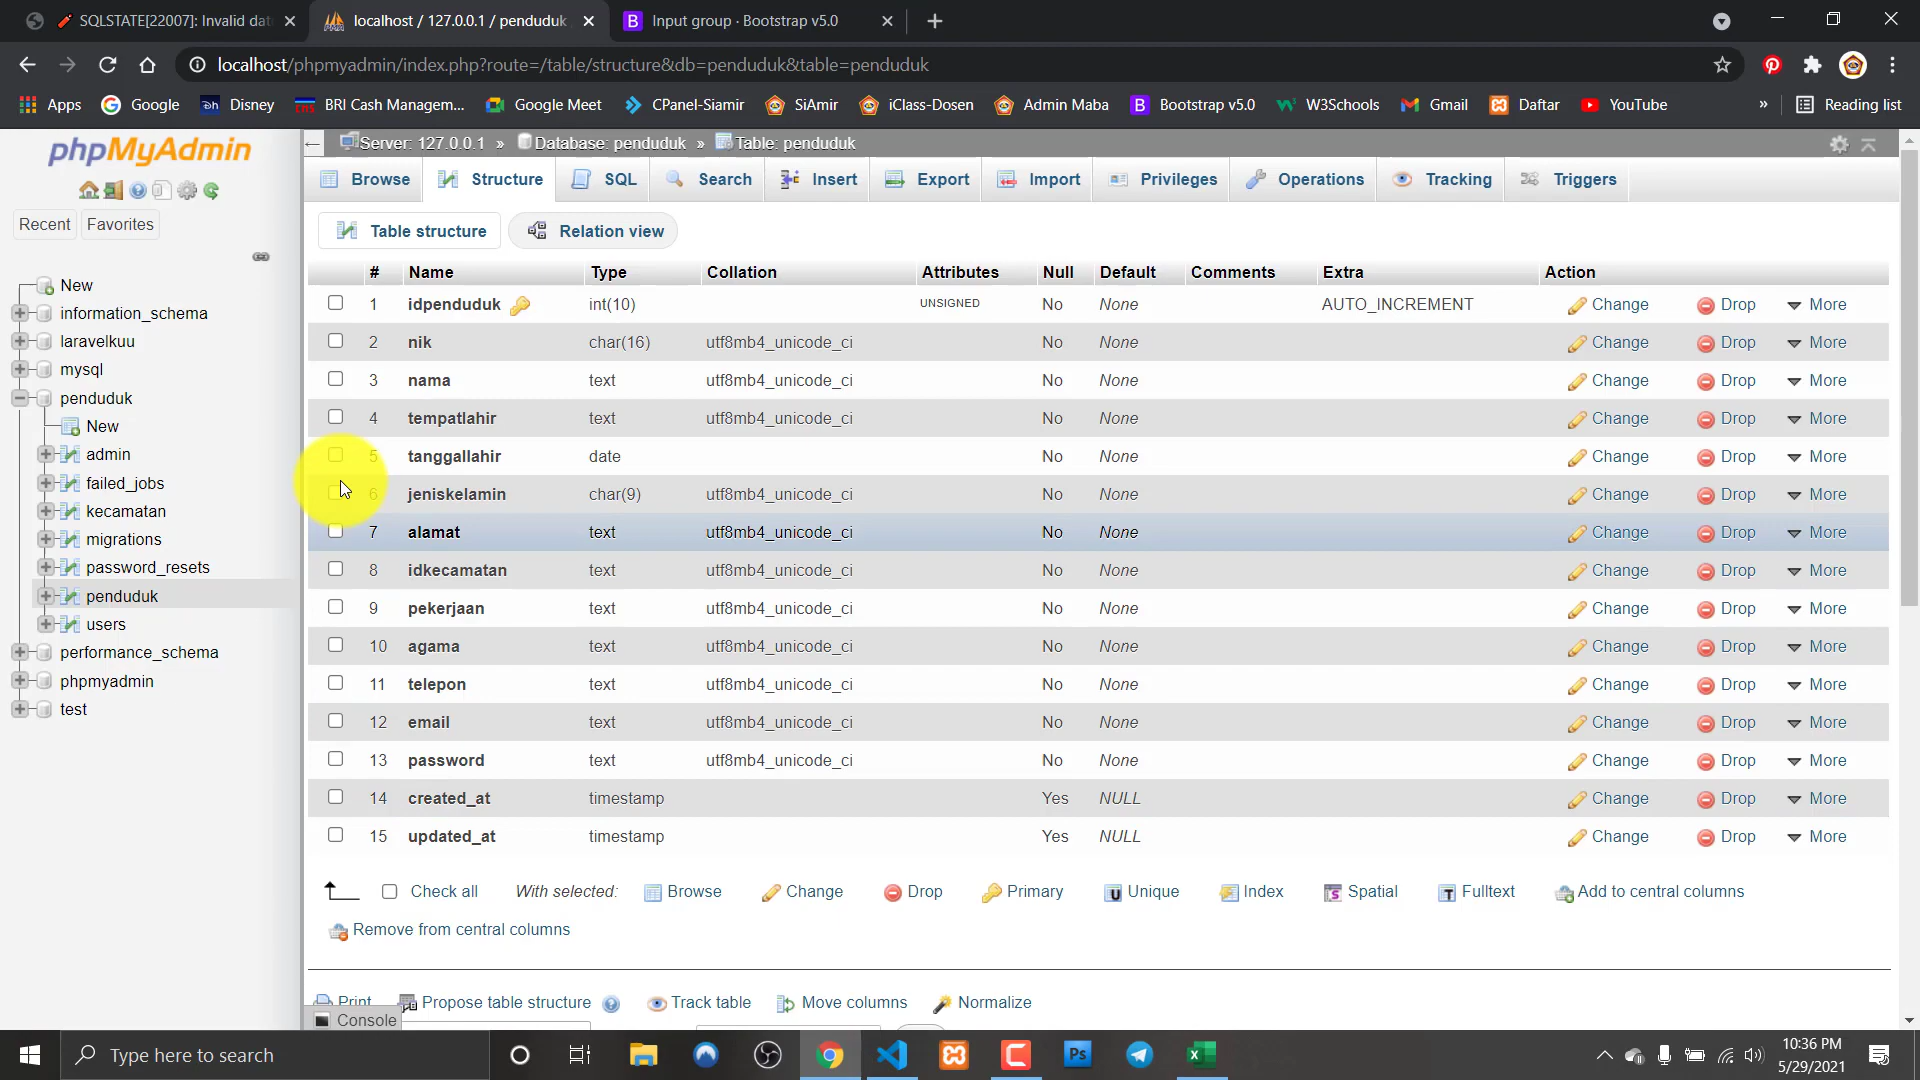 SQLSTATE[22007]: Invalid dat
localhost / 127.0.0.1 / penduduk
Input group · Bootstrap v5.0
localhost/phpmyadmin/index.php?route=/table/structure&db=penduduk&table=penduduk
Apps Google Disney BRI Cash Managem... Google Meet CPanel-Siamir SiAmir iClass-Dosen Admin Maba Bootstrap v5.0 W3Schools Gmail Daftar YouTube » Reading list
phpMyAdmin
Recent Favorites
New
information_schema
laravelkuu
mysql
penduduk
New
admin
failed_jobs
kecamatan
migrations
password_resets
penduduk
users
performance_schema
phpmyadmin
test
Server: 127.0.0.1 » Database: penduduk » Table: penduduk
Browse Structure SQL Search Insert Export Import Privileges Operations Tracking Triggers
Table structure Relation view
# Name Type Collation Attributes Null Default Comments Extra Action
1 idpenduduk int(10) UNSIGNED No None AUTO_INCREMENT Change Drop More
2 nik char(16) utf8mb4_unicode_ci No None Change Drop More
3 nama text utf8mb4_unicode_ci No None Change Drop More
4 tempatlahir text utf8mb4_unicode_ci No None Change Drop More
5 tanggallahir date No None Change Drop More
6 jeniskelamin char(9) utf8mb4_unicode_ci No None Change Drop More
7 alamat text utf8mb4_unicode_ci No None Change Drop More
8 idkecamatan text utf8mb4_unicode_ci No None Change Drop More
9 pekerjaan text utf8mb4_unicode_ci No None Change Drop More
10 agama text utf8mb4_unicode_ci No None Change Drop More
11 telepon text utf8mb4_unicode_ci No None Change Drop More
12 email text utf8mb4_unicode_ci No None Change Drop More
13 password text utf8mb4_unicode_ci No None Change Drop More
14 created_at timestamp Yes NULL Change Drop More
15 updated_at timestamp Yes NULL Change Drop More
Check all With selected: Browse Change Drop Primary Unique Index Spatial Fulltext Add to central columns
Remove from central columns
Print Propose table structure Track table Move columns Normalize
Console
Type here to search
10:36 PM
5/29/2021